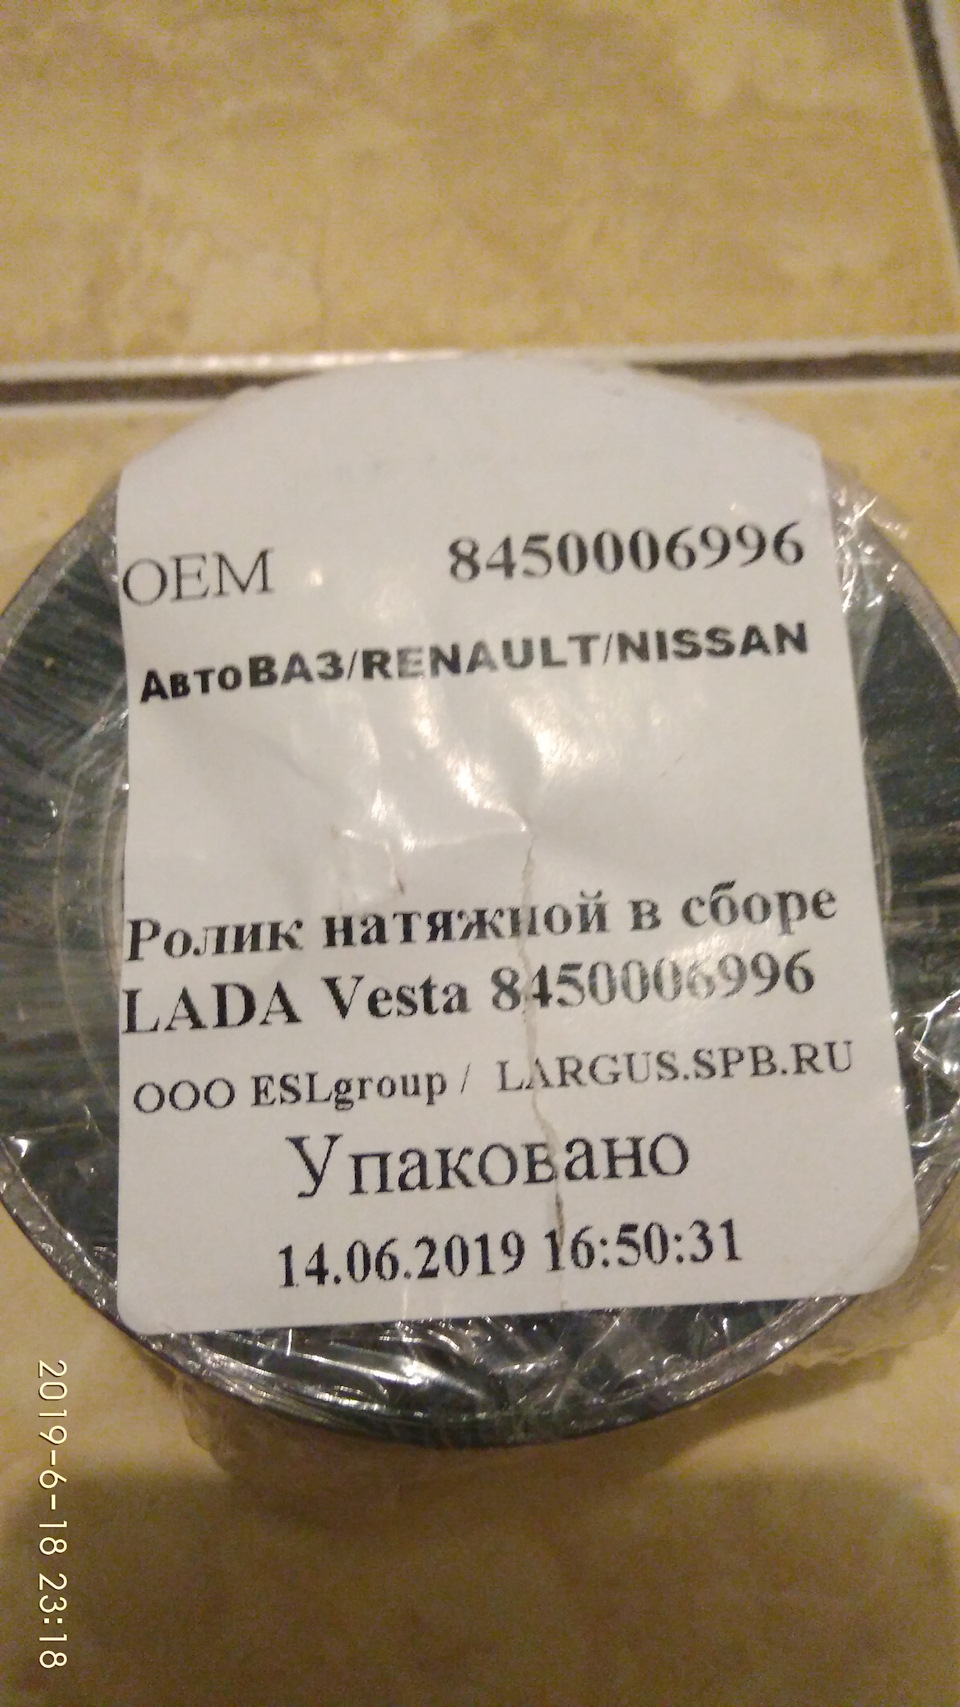 OEM 8450006996
АвтоВАЗ/RENAULT/NISSAN
Ролик натяжной в сборе
LADA Vesta 8450006996
ООО ESLgroup / LARGUS.SPB.RU
Упаковано
14.06.2019 16:50:31
2019-6-18 23:18